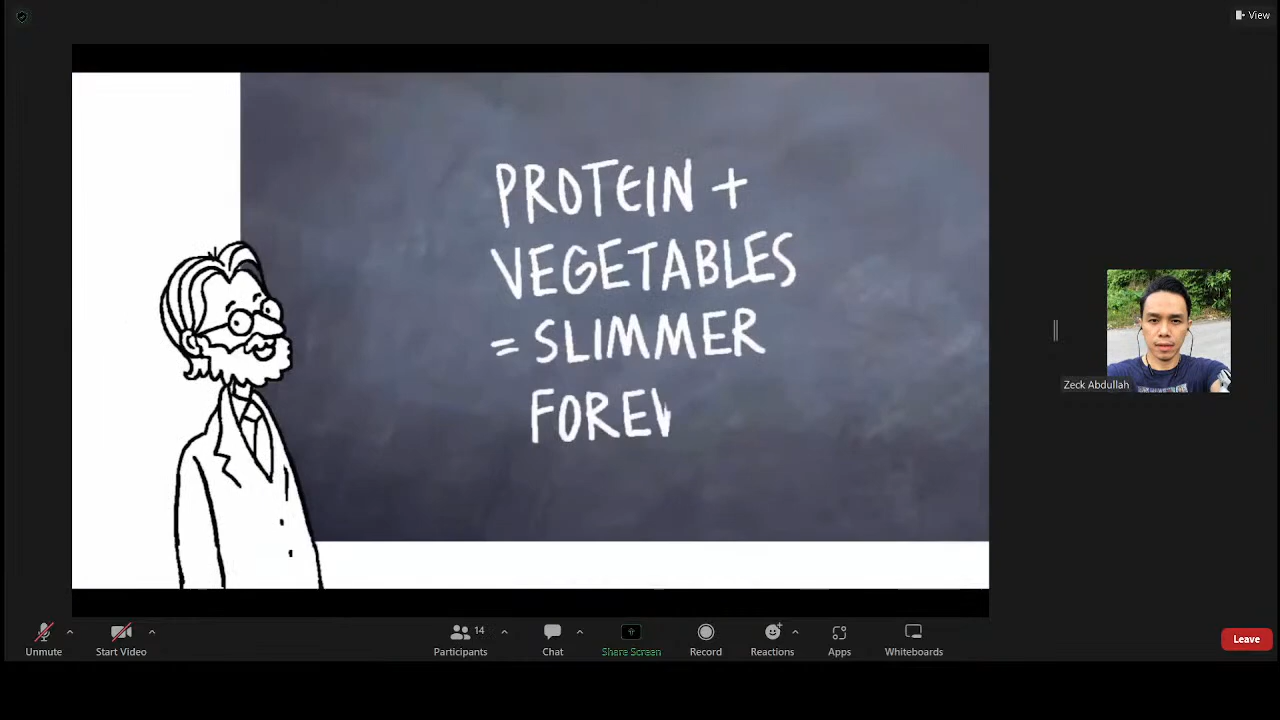 View
PROTEIN +
VEGETABLES
= SLIMMER
FOREV
Zeck Abdullah
14
Unmute
Start Video
Participants
Chat
Share Screen
Record
Reactions
Apps
Whiteboards
Leave